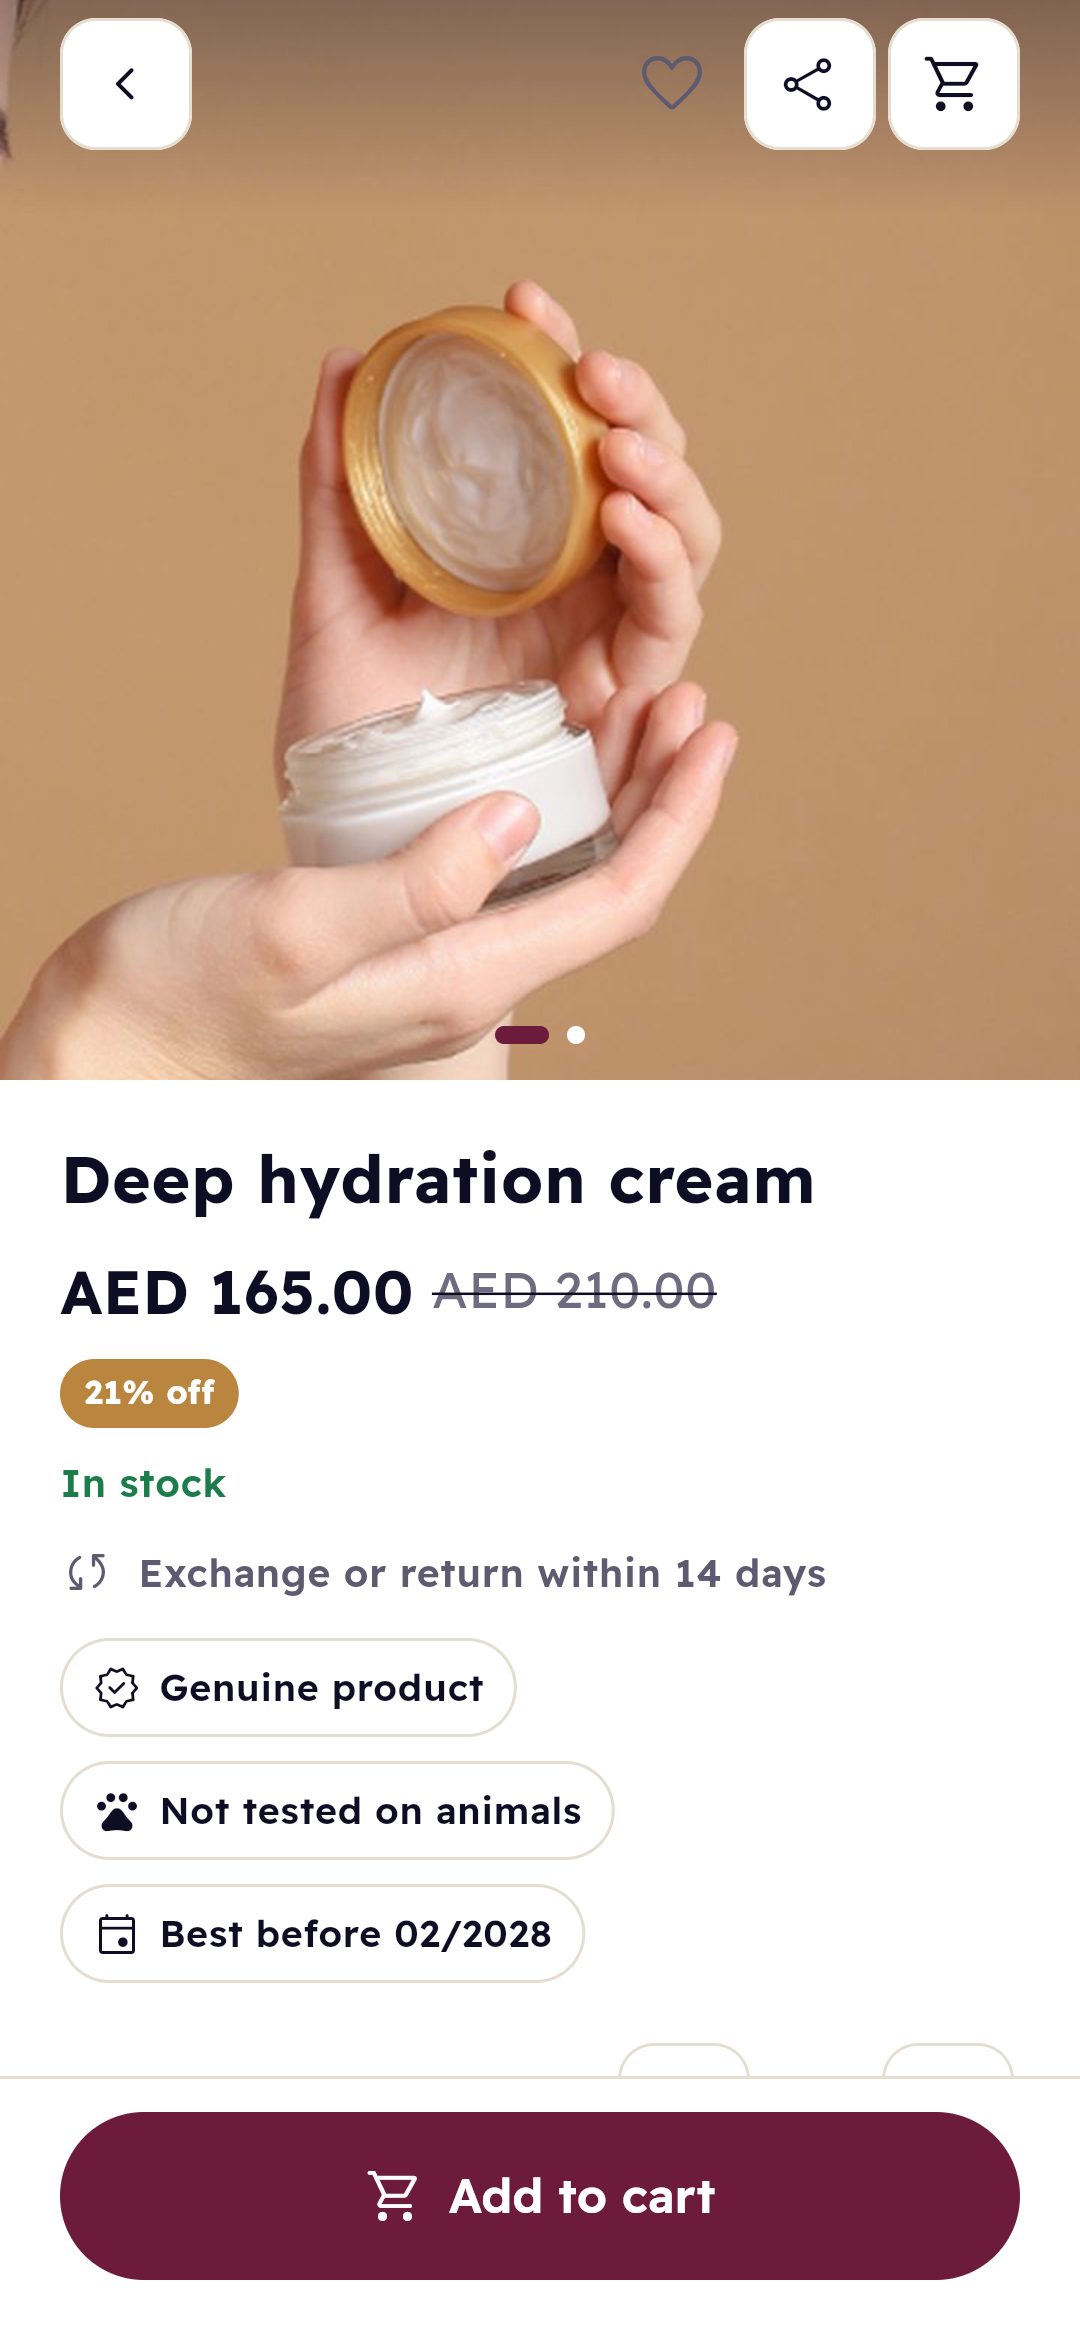 Deep hydration cream
AED 165.00 AED 210.00
21% off
In stock
Exchange or return within 14 days
Genuine product
Not tested on animals
Best before 02/2028
Add to cart